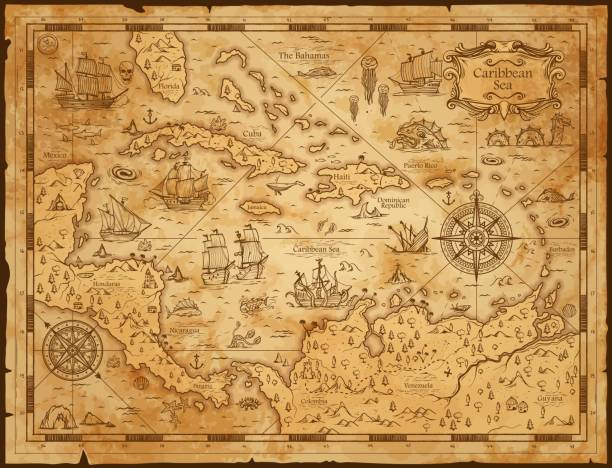 The Bahamas
Caribbean
Sea
Florida
Cuba
Mexico
Puerto Rico
Haiti
Dominican
Republic
Jamaica
Caribbean Sea
Barbados
Honduras
Nicaragua
Panama
Venezuela
Colombia
Guyana